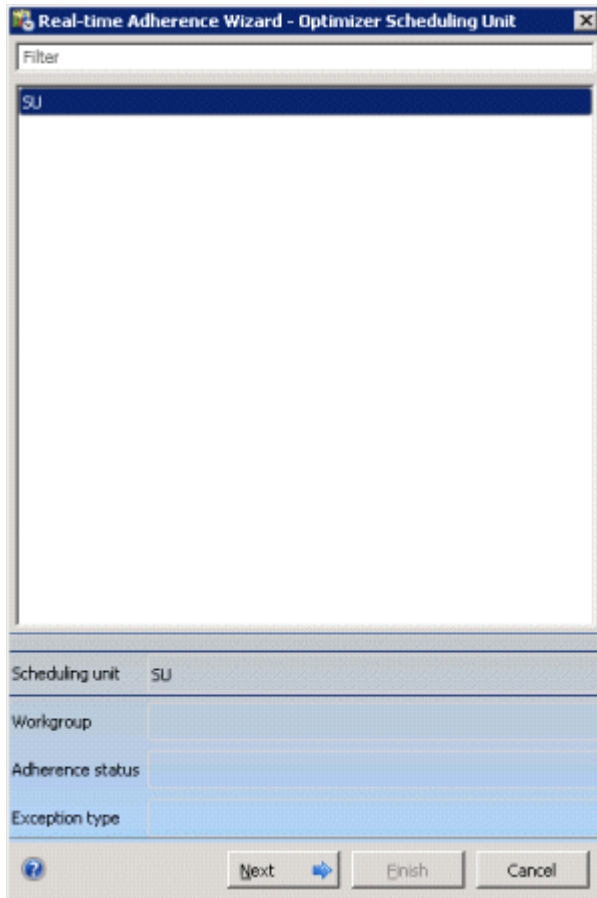 Real-time Adherence Wizard - Optimizer Scheduling Unit
Filter
SU
Scheduling unit SU
Workgroup
Adherence status
Exception type
Next Finish Cancel